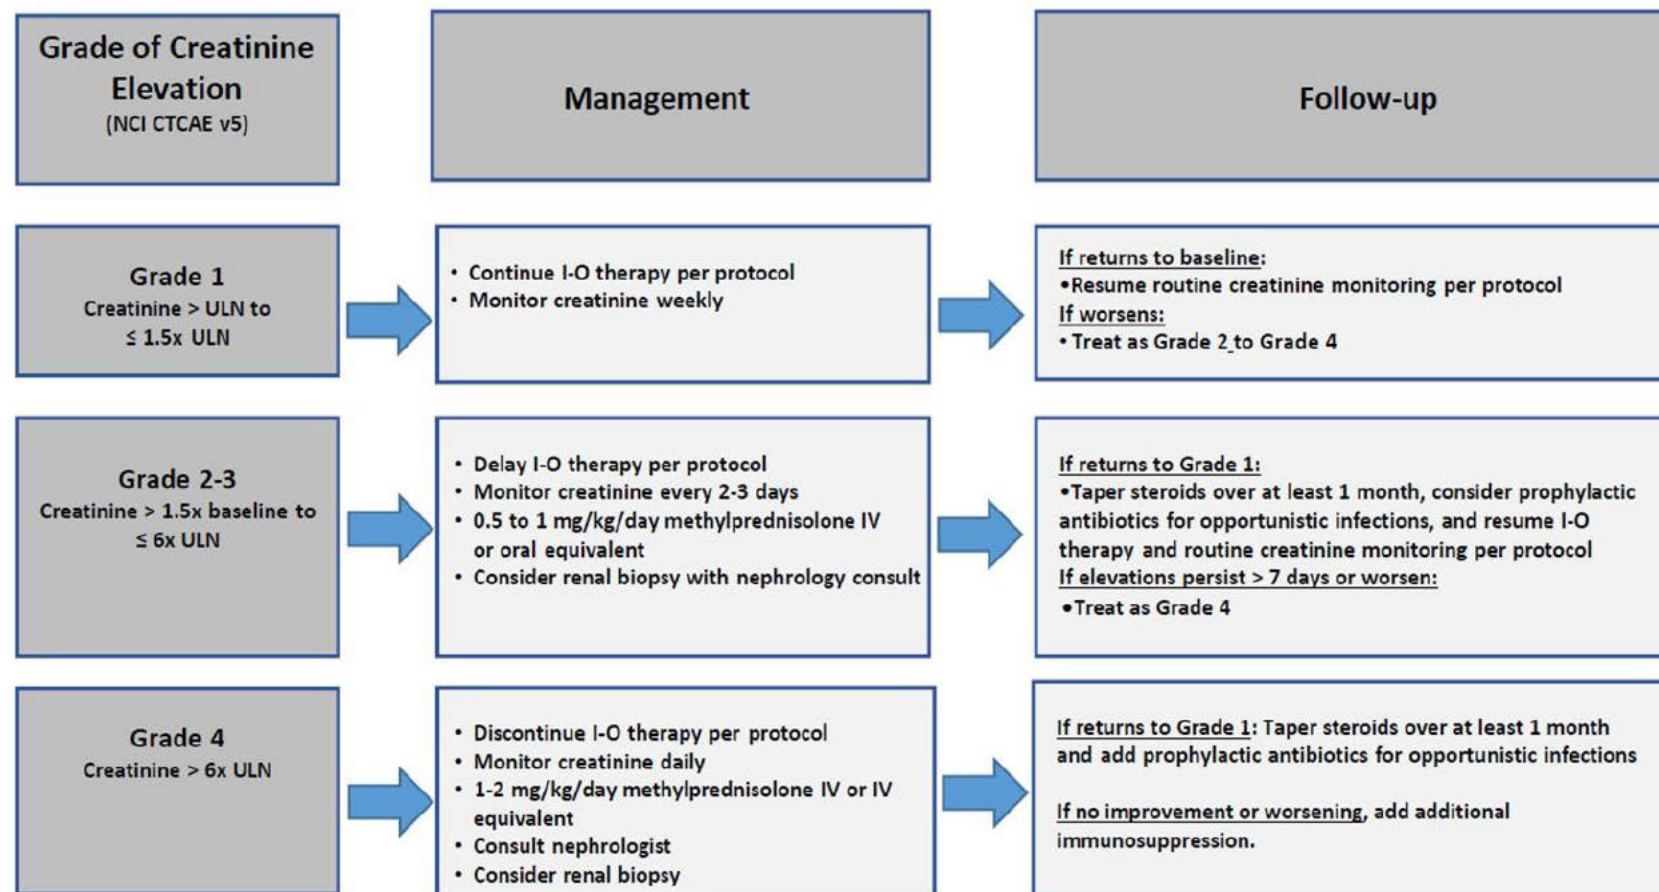 Grade of Creatinine
Elevation
(NCI CTCAE v5)
Management
Follow-up
Grade 1
Creatinine > ULN to
≤ 1.5x ULN
• Continue I-O therapy per protocol
• Monitor creatinine weekly
If returns to baseline:
•Resume routine creatinine monitoring per protocol
If worsens:
• Treat as Grade 2 to Grade 4
Grade 2-3
Creatinine > 1.5x baseline to
≤ 6x ULN
• Delay I-O therapy per protocol
• Monitor creatinine every 2-3 days
• 0.5 to 1 mg/kg/day methylprednisolone IV
or oral equivalent
• Consider renal biopsy with nephrology consult
If returns to Grade 1:
•Taper steroids over at least 1 month, consider prophylactic
antibiotics for opportunistic infections, and resume I-O
therapy and routine creatinine monitoring per protocol
If elevations persist > 7 days or worsen:
•Treat as Grade 4
Grade 4
Creatinine > 6x ULN
• Discontinue I-O therapy per protocol
• Monitor creatinine daily
• 1-2 mg/kg/day methylprednisolone IV or IV
equivalent
• Consult nephrologist
• Consider renal biopsy
If returns to Grade 1: Taper steroids over at least 1 month
and add prophylactic antibiotics for opportunistic infections
If no improvement or worsening, add additional
immunosuppression.